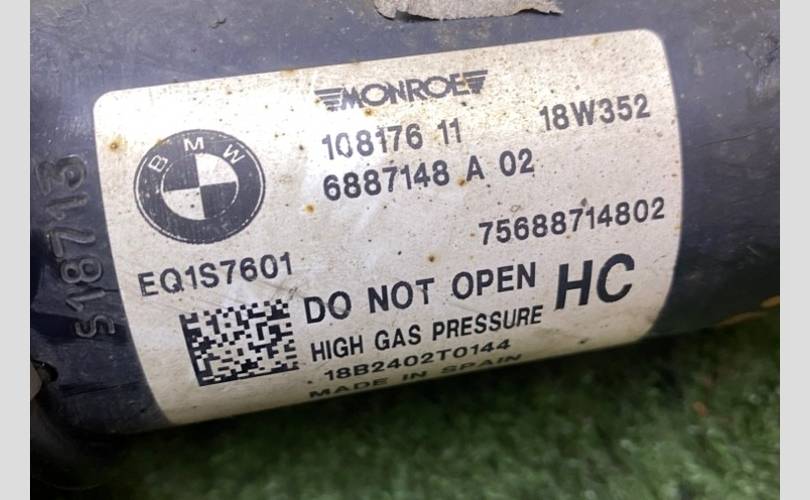 MONROE
108176 11 18W352
6887148 A 02
BMW
75688714802
EQ1S7601
DO NOT OPEN HC
HIGH GAS PRESSURE
18B2402T0144
MADE IN SPAIN
S18713